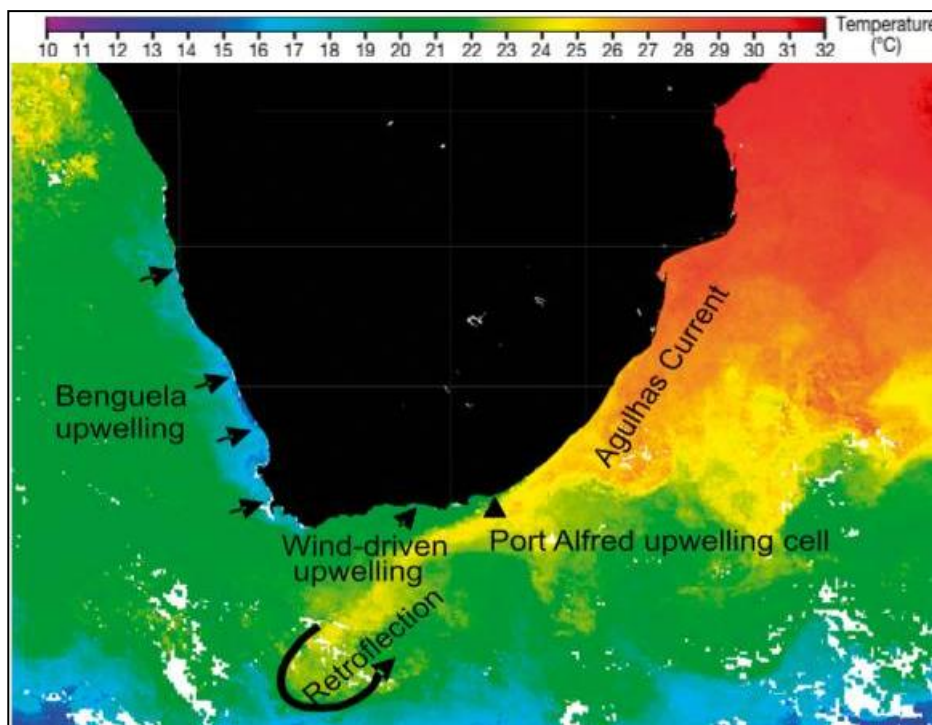 Temperature
(°C)
10 11 12 13 14 15 16 17 18 19 20 21 22 23 24 25 26 27 28 29 30 31 32
Agulhas Current
Benguela
upwelling
Wind-driven
upwelling
Port Alfred upwelling cell
Retroflection